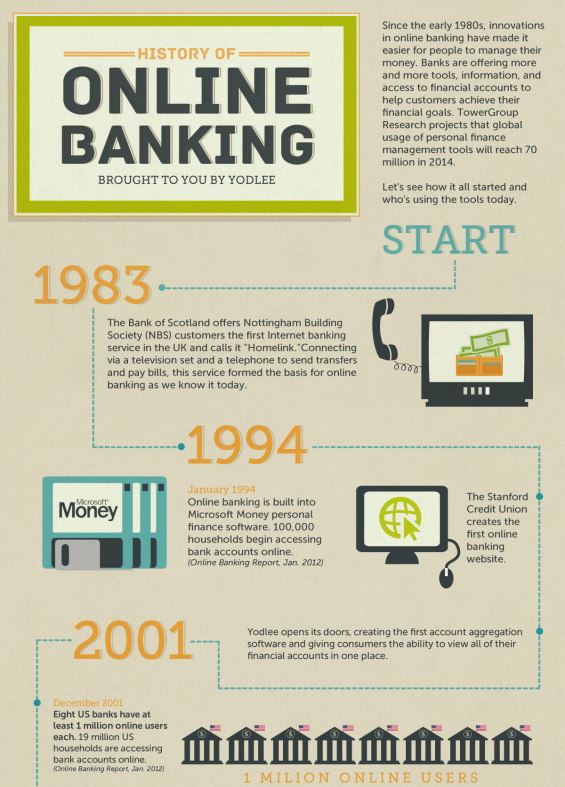 HISTORY OF
ONLINE
BANKING
BROUGHT TO YOU BY YODLEE
Since the early 1980s, innovations
in online banking have made it
easier for people to manage their
money. Banks are offering more
and more tools, information, and
access to financial accounts to
help customers achieve their
financial goals. TowerGroup
Research projects that global
usage of personal finance
management tools will reach 70
million in 2014.
Let's see how it all started and
who's using the tools today.
START
1983
The Bank of Scotland offers Nottingham Building
Society (NBS) customers the first Internet banking
service in the UK and calls it "Homelink."Connecting
via a television set and a telephone to send transfers
and pay bills, this service formed the basis for online
banking as we know it today.
$
1994
Microsoft®
Money
January 1994
Online banking is built into
Microsoft Money personal
finance software. 100,000
households begin accessing
bank accounts online.
(Online Banking Report, Jan. 2012)
The Stanford
Credit Union
creates the
first online
banking
website.
2001
Yodlee opens its doors, creating the first account aggregation
software and giving consumers the ability to view all of their
financial accounts in one place.
December 2001
Eight US banks have at
least 1 million online users
each. 19 million US
households are accessing
bank accounts online.
(Online Banking Report, Jan. 2012)
$ $ $ $ $ $ $ $
1 MILION ONLINE USERS